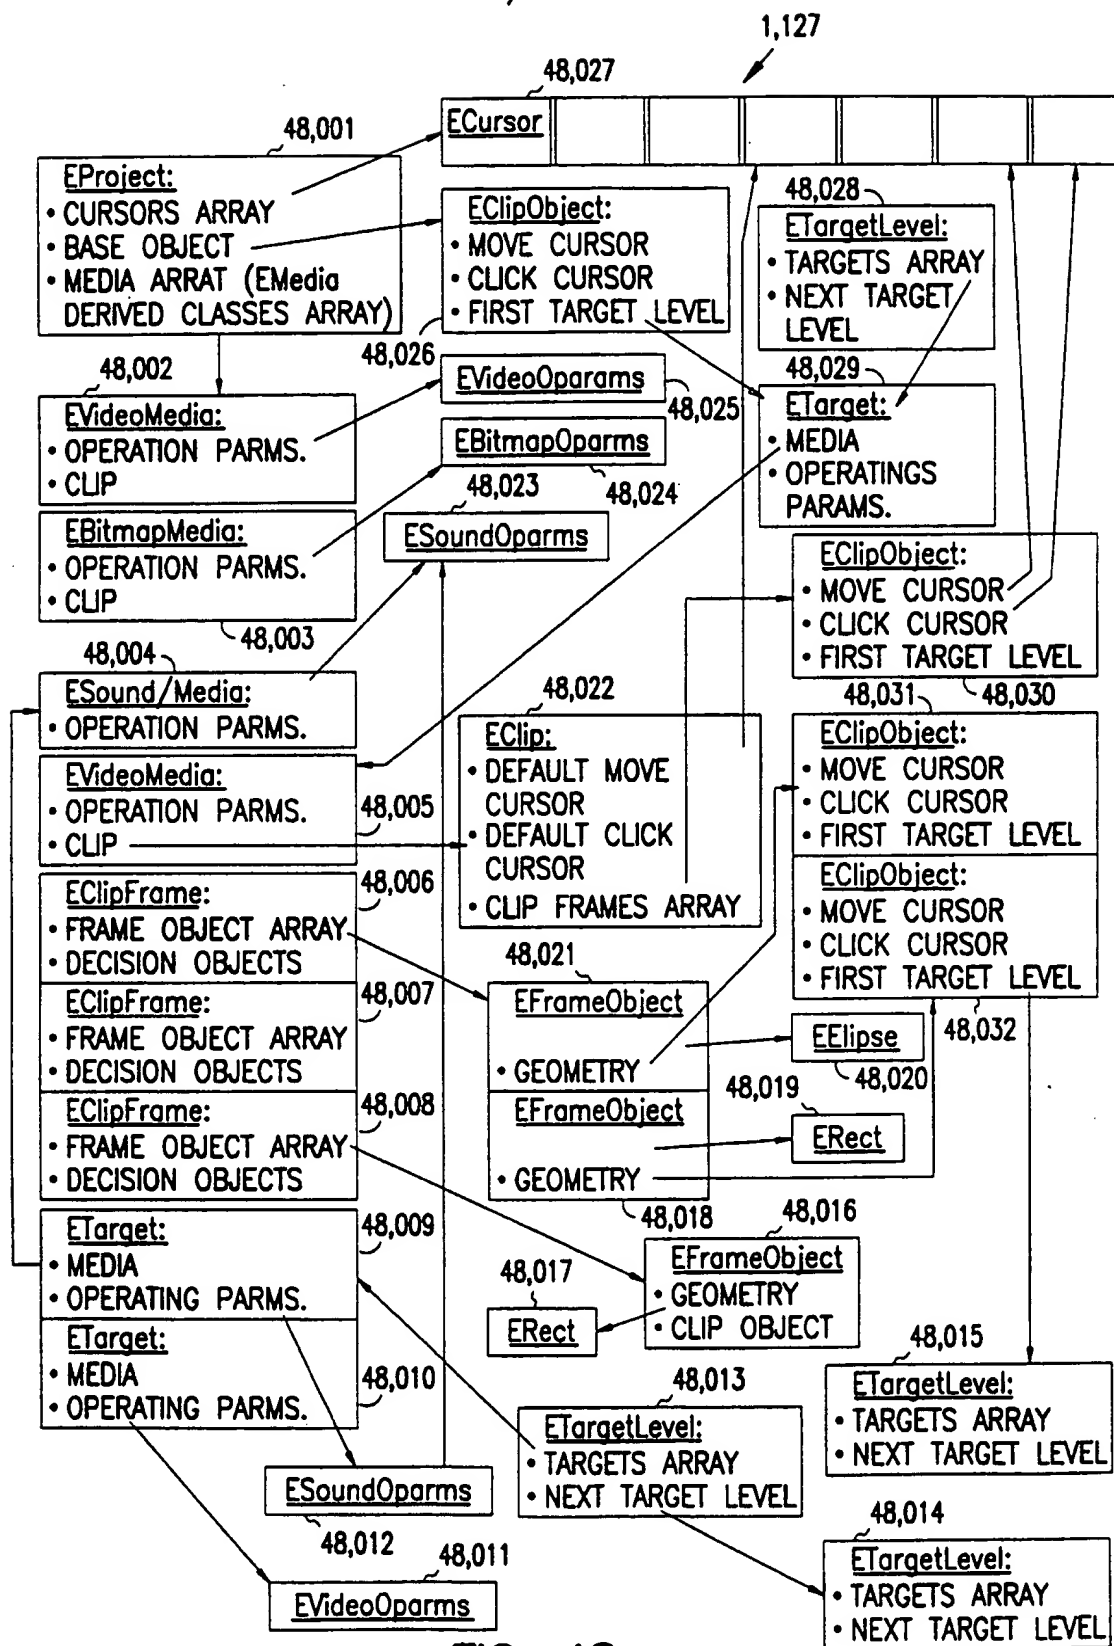 1,127
48,027
ECursor
48,001
EProject:
• CURSORS ARRAY
• BASE OBJECT
• MEDIA ARRAT (EMedia
DERIVED CLASSES ARRAY)
EClipObject:
• MOVE CURSOR
• CLICK CURSOR
• FIRST TARGET LEVEL
48,026
48,028
ETargetLevel:
• TARGETS ARRAY
• NEXT TARGET
LEVEL
48,002
EVideoMedia:
• OPERATION PARMS.
• CLIP
EVideoOparams
48,025
EBitmapOparms
48,024
48,029
ETarget:
• MEDIA
• OPERATINGS
PARAMS.
EBitmapMedia:
• OPERATION PARMS.
• CLIP
48,003
48,023
ESoundOparms
EClipObject:
• MOVE CURSOR
• CLICK CURSOR
• FIRST TARGET LEVEL
48,030
48,004
ESound/Media:
• OPERATION PARMS.
EVideoMedia:
• OPERATION PARMS.
• CLIP
48,005
48,022
EClip:
• DEFAULT MOVE
CURSOR
• DEFAULT CLICK
CURSOR
• CLIP FRAMES ARRAY
48,031
EClipObject:
• MOVE CURSOR
• CLICK CURSOR
• FIRST TARGET LEVEL
EClipObject:
• MOVE CURSOR
• CLICK CURSOR
• FIRST TARGET LEVEL
48,032
EClipFrame:
• FRAME OBJECT ARRAY
• DECISION OBJECTS
48,006
EClipFrame:
• FRAME OBJECT ARRAY
• DECISION OBJECTS
48,007
EClipFrame:
• FRAME OBJECT ARRAY
• DECISION OBJECTS
48,008
48,021
EFrameObject
• GEOMETRY
EFrameObject
• GEOMETRY
48,018
EElipse
48,020
48,019
ERect
ETarget:
• MEDIA
• OPERATING PARMS.
48,009
ETarget:
• MEDIA
• OPERATING PARMS.
48,010
48,016
EFrameObject
• GEOMETRY
• CLIP OBJECT
48,017
ERect
48,013
ETargetLevel:
• TARGETS ARRAY
• NEXT TARGET LEVEL
48,015
ETargetLevel:
• TARGETS ARRAY
• NEXT TARGET LEVEL
ESoundOparms
48,012
48,011
EVideoOparms
48,014
ETargetLevel:
• TARGETS ARRAY
• NEXT TARGET LEVEL